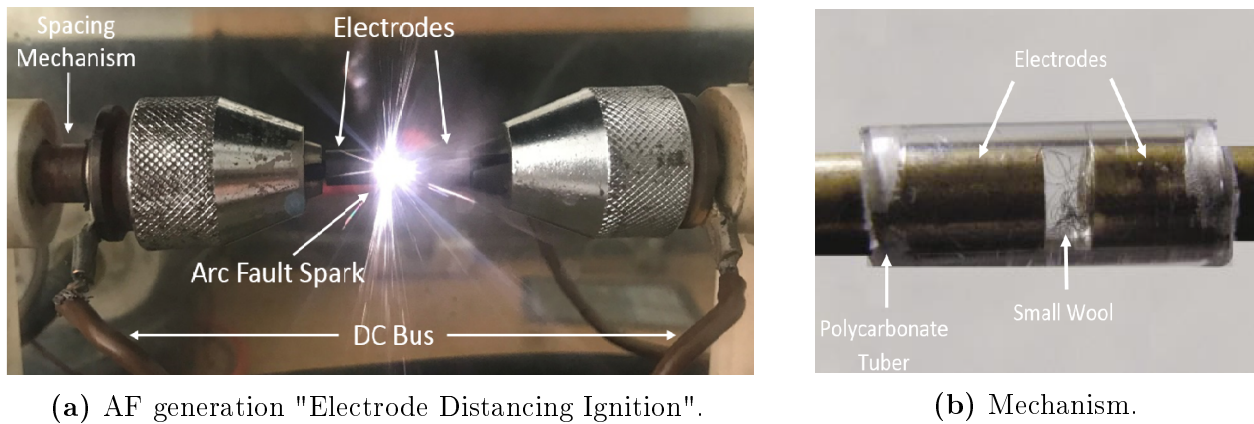 Spacing
Mechanism
Electrodes
Arc Fault Spark
DC Bus
Electrodes
Small Wool
Polycarbonate
Tuber
(a) AF generation "Electrode Distancing Ignition".
(b) Mechanism.